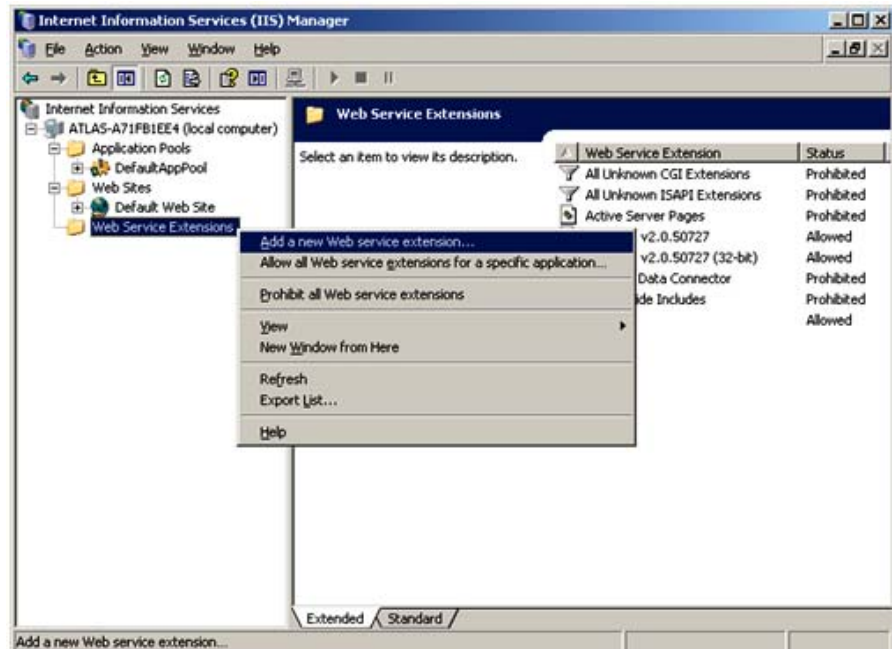 Internet Information Services (IIS) Manager
File Action View Window Help
Internet Information Services
ATLAS-A71FB1EE4 (local computer)
Application Pools
DefaultAppPool
Web Sites
Default Web Site
Web Service Extensions
Web Service Extensions
Select an item to view its description.
Web Service Extension Status
All Unknown CGI Extensions Prohibited
All Unknown ISAPI Extensions Prohibited
Active Server Pages Prohibited
v2.0.50727 Allowed
v2.0.50727 (32-bit) Allowed
Data Connector Prohibited
ide Includes Prohibited
Allowed
Add a new Web service extension...
Allow all Web service extensions for a specific application...
Prohibit all Web service extensions
View
New Window from Here
Refresh
Export List...
Help
Extended Standard
Add a new Web service extension...